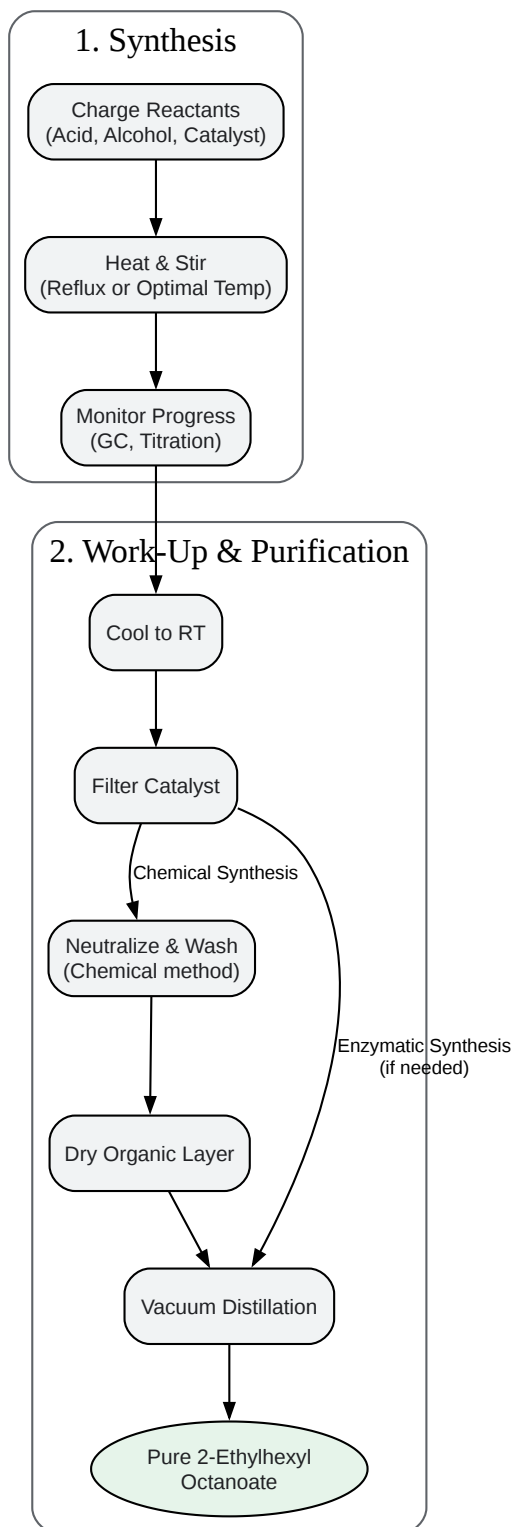 1. Synthesis
Charge Reactants
(Acid, Alcohol, Catalyst)
Heat & Stir
(Reflux or Optimal Temp)
Monitor Progress
(GC, Titration)
2. Work-Up & Purification
Cool to RT
Filter Catalyst
Chemical Synthesis
Neutralize & Wash
(Chemical method)
Enzymatic Synthesis
(if needed)
Dry Organic Layer
Vacuum Distillation
Pure 2-Ethylhexyl
Octanoate